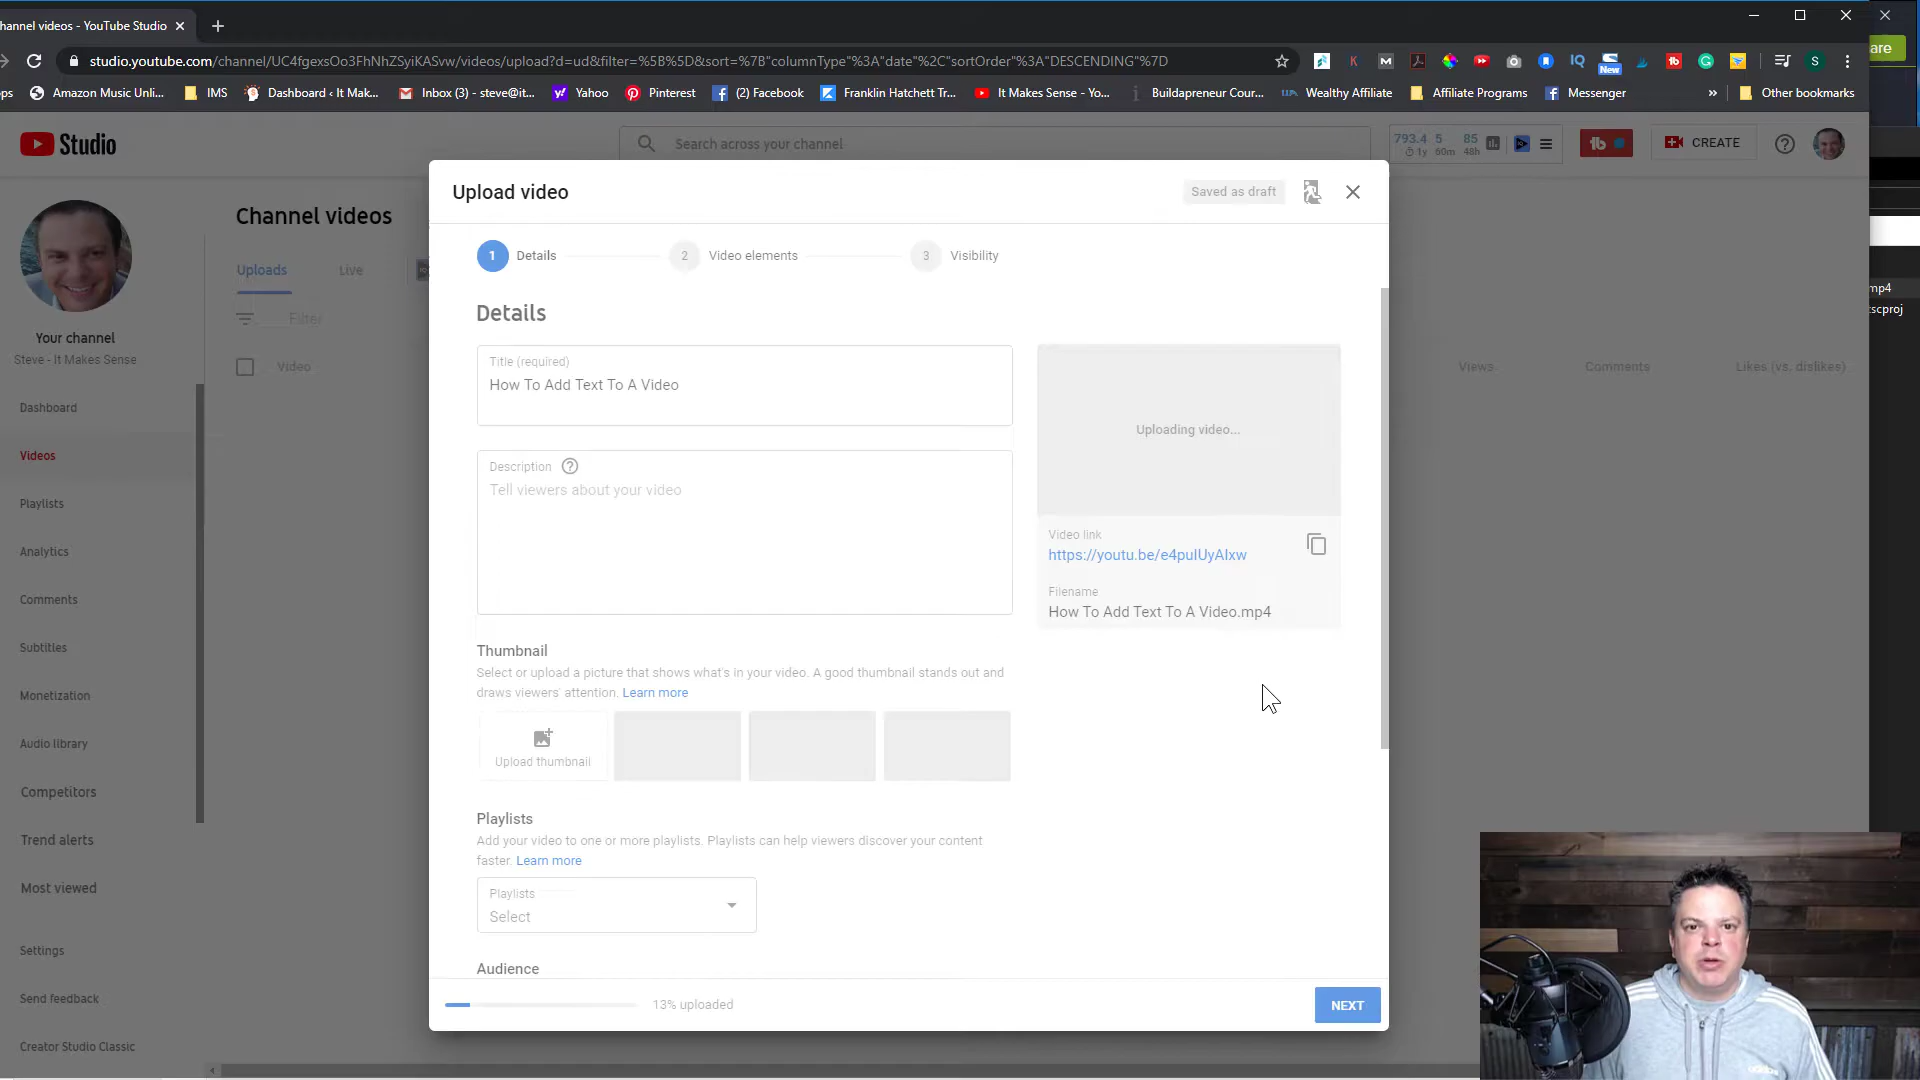 hannel videos - YouTube Studio
studio.youtube.com/channel/UC4fgexsOo3FhNhZSyiKASvw/videos/upload?d=ud&filter=%5B%5D&sort=%7B"columnType"%3A"date"%2C"sortOrder"%3A"DESCENDING"%7D
are
ps Amazon Music Unli... IMS Dashboard ‹ It Mak... Inbox (3) - steve@it... Yahoo Pinterest (2) Facebook Franklin Hatchett Tr... It Makes Sense - Yo... Buildapreneur Cour... Wealthy Affiliate Affiliate Programs Messenger » Other bookmarks
New
Studio
Search across your channel
793.4 5 85
1y 60m 48h
CREATE
Upload video
Saved as draft
Channel videos
Uploads Live
Filter
Video
Views Comments Likes (vs. dislikes)
1 Details 2 Video elements 3 Visibility
Details
Title (required)
How To Add Text To A Video
Description
Tell viewers about your video
Uploading video...
Video link
https://youtu.be/e4puIUyAIxw
Filename
How To Add Text To A Video.mp4
Thumbnail
Select or upload a picture that shows what's in your video. A good thumbnail stands out and
draws viewers' attention. Learn more
Upload thumbnail
Playlists
Add your video to one or more playlists. Playlists can help viewers discover your content
faster. Learn more
Playlists
Select
Audience
13% uploaded
NEXT
Your channel
Steve - It Makes Sense
Dashboard
Videos
Playlists
Analytics
Comments
Subtitles
Monetization
Audio library
Competitors
Trend alerts
Most viewed
Settings
Send feedback
Creator Studio Classic
mp4
scproj